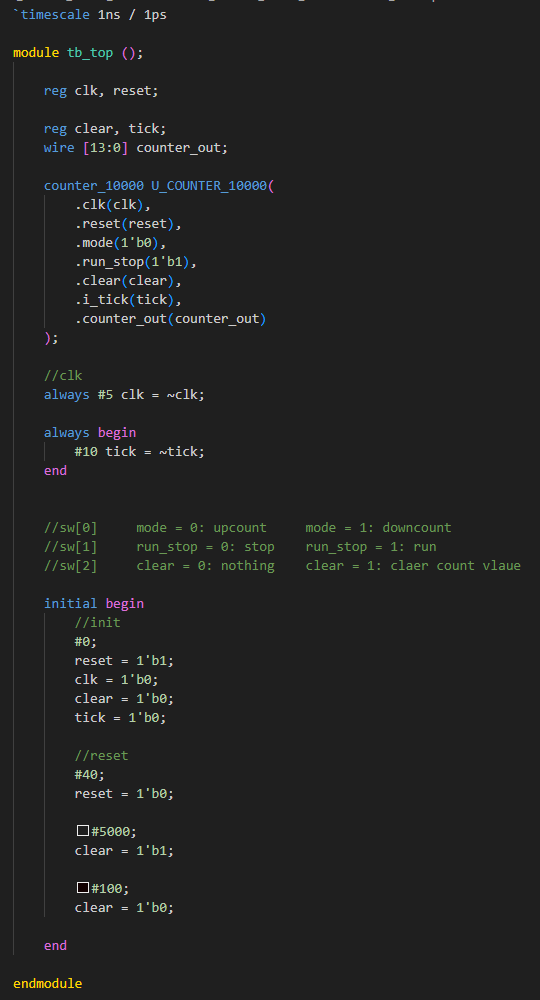 `timescale 1ns / 1ps
module tb_top ();
reg clk, reset;
reg clear, tick;
wire [13:0] counter_out;
counter_10000 U_COUNTER_10000(
.clk(clk),
.reset(reset),
.mode(1'b0),
.run_stop(1'b1),
.clear(clear),
.i_tick(tick),
.counter_out(counter_out)
);
//clk
always #5 clk = ~clk;
always begin
#10 tick = ~tick;
end
//sw[0]     mode = 0: upcount     mode = 1: downcount
//sw[1]     run_stop = 0: stop    run_stop = 1: run
//sw[2]     clear = 0: nothing    clear = 1: claer count vlaue
initial begin
//init
#0;
reset = 1'b1;
clk = 1'b0;
clear = 1'b0;
tick = 1'b0;
//reset
#40;
reset = 1'b0;
#5000;
clear = 1'b1;
#100;
clear = 1'b0;
end
endmodule